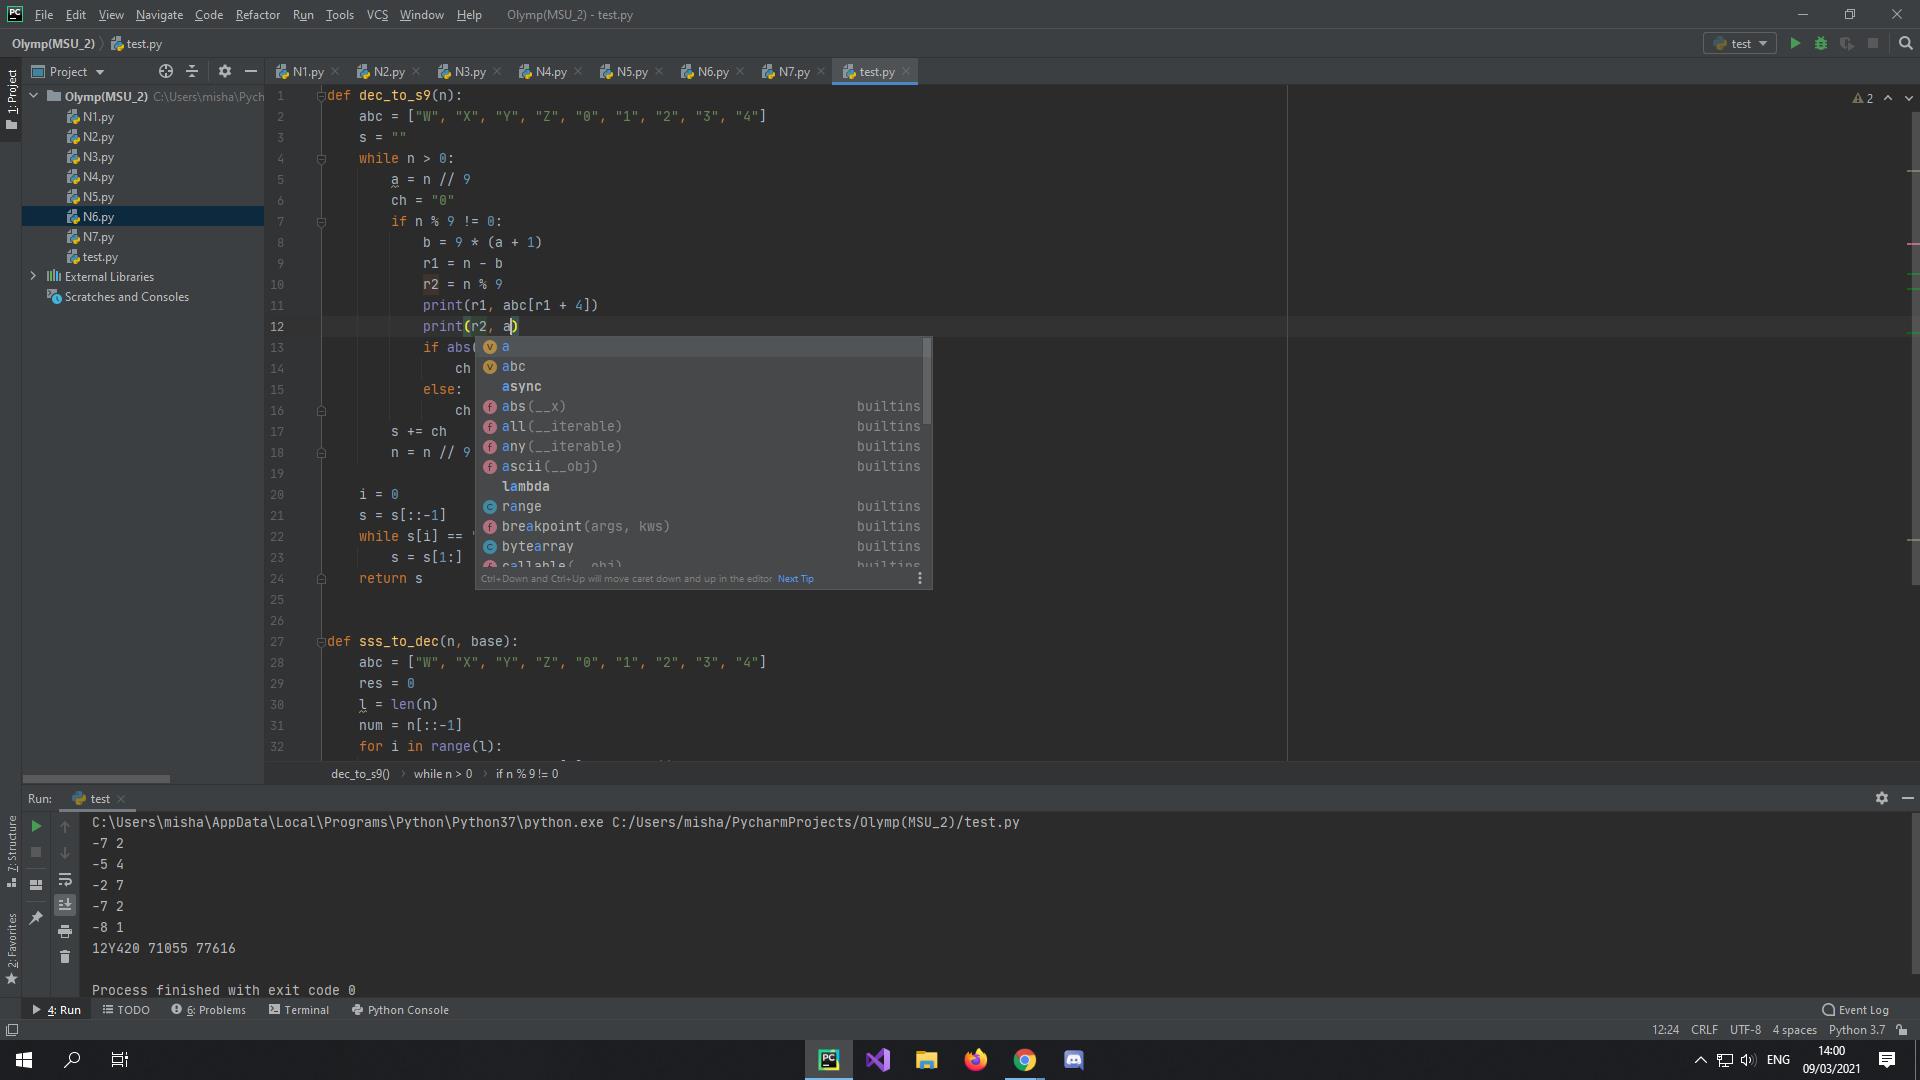 PC File Edit View Navigate Code Refactor Run Tools VCS Window Help Olymp(MSU_2) - test.py
Olymp(MSU_2) test.py test
1: Project Project N1.py N2.py N3.py N4.py N5.py N6.py N7.py test.py
Olymp(MSU_2) C:\Users\misha\Pych
N1.py
N2.py
N3.py
N4.py
N5.py
N6.py
N7.py
test.py
External Libraries
Scratches and Consoles
2
1 def dec_to_s9(n):
2 abc = ["W", "X", "Y", "Z", "0", "1", "2", "3", "4"]
3 s = ""
4 while n > 0:
5 a = n // 9
6 ch = "0"
7 if n % 9 != 0:
8 b = 9 * (a + 1)
9 r1 = n - b
10 r2 = n % 9
11 print(r1, abc[r1 + 4])
12 print(r2, a)
13 if abs(
14 ch
15 else:
16 ch
17 s += ch
18 n = n // 9
19
20 i = 0
21 s = s[::-1]
22 while s[i] == "
23 s = s[1:]
24 return s
25
26
27 def sss_to_dec(n, base):
28 abc = ["W", "X", "Y", "Z", "0", "1", "2", "3", "4"]
29 res = 0
30 l = len(n)
31 num = n[::-1]
32 for i in range(l):
v a
v abc
async
f abs(__x) builtins
f all(__iterable) builtins
f any(__iterable) builtins
f ascii(__obj) builtins
lambda
c range builtins
f breakpoint(args, kws) builtins
c bytearray builtins
f callable(__obj) builtins
Ctrl+Down and Ctrl+Up will move caret down and up in the editor Next Tip
dec_to_s9() while n > 0 if n % 9 != 0
Run: test
C:\Users\misha\AppData\Local\Programs\Python\Python37\python.exe C:/Users/misha/PycharmProjects/Olymp(MSU_2)/test.py
-7 2
-5 4
-2 7
-7 2
-8 1
12Y420 71055 77616
Process finished with exit code 0
7: Structure
2: Favorites
4: Run TODO 6: Problems Terminal Python Console Event Log
12:24 CRLF UTF-8 4 spaces Python 3.7
PC ENG 14:00
09/03/2021